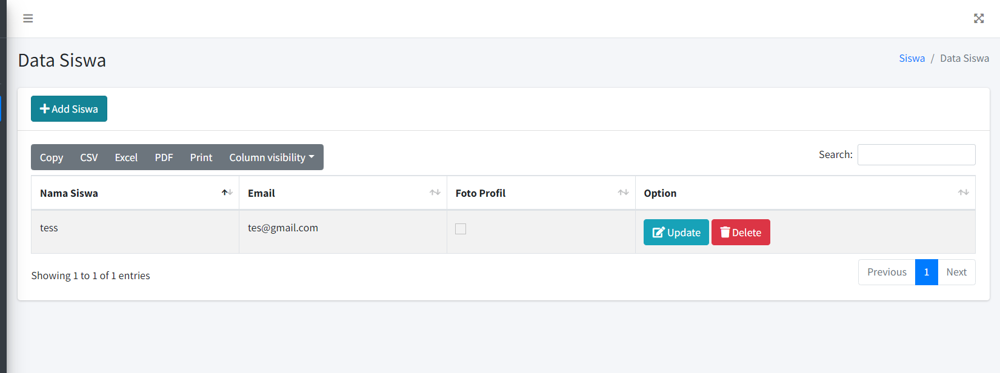 Data Siswa
Siswa / Data Siswa
Add Siswa
Copy CSV Excel PDF Print Column visibility
Search:
Nama Siswa Email Foto Profil Option
tess tes@gmail.com Update Delete
Showing 1 to 1 of 1 entries
Previous 1 Next